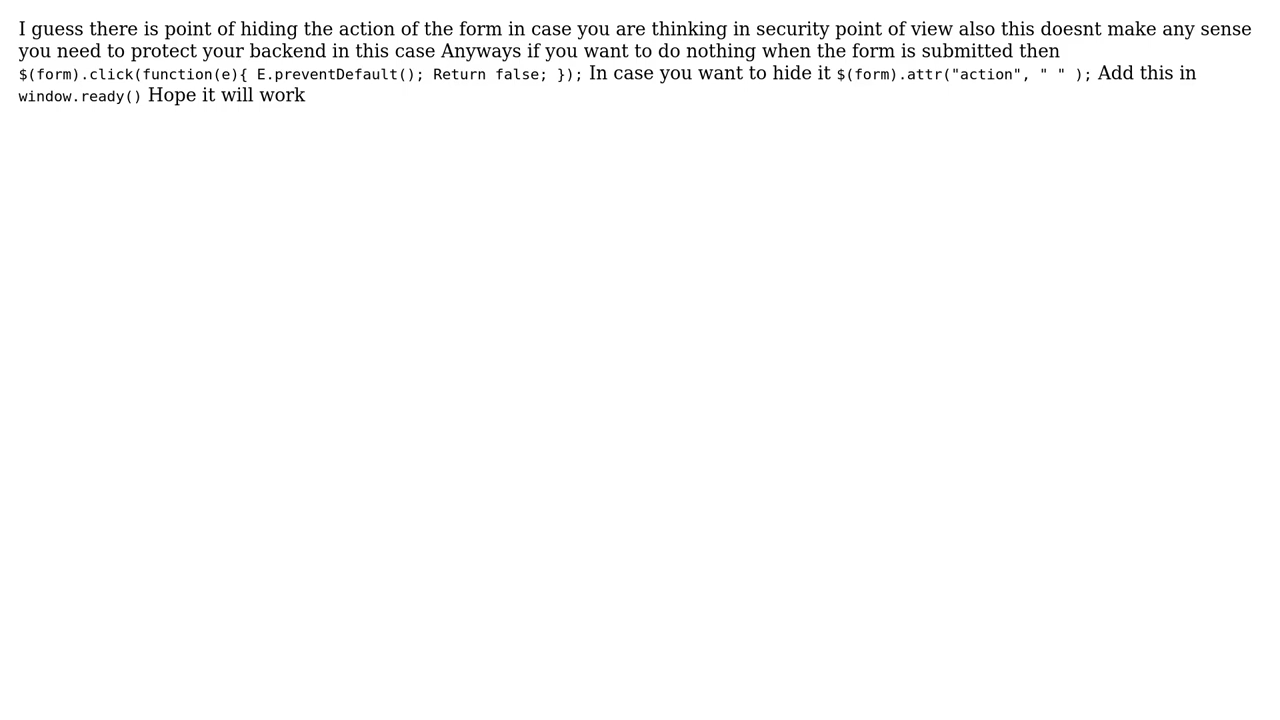 I guess there is point of hiding the action of the form in case you are thinking in security point of view also this doesnt make any sense
you need to protect your backend in this case Anyways if you want to do nothing when the form is submitted then
$(form).click(function(e){ E.preventDefault(); Return false; }); In case you want to hide it $(form).attr("action", " " ); Add this in
window.ready() Hope it will work